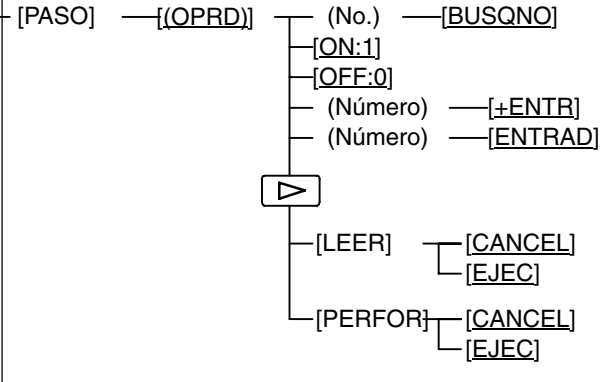 [PASO] [(OPRD)] (No.) [BUSQNO]
[ON:1]
[OFF:0]
(Número) [+ENTR]
(Número) [ENTRAD]
[LEER] [CANCEL]
[EJEC]
[PERFOR] [CANCEL]
[EJEC]